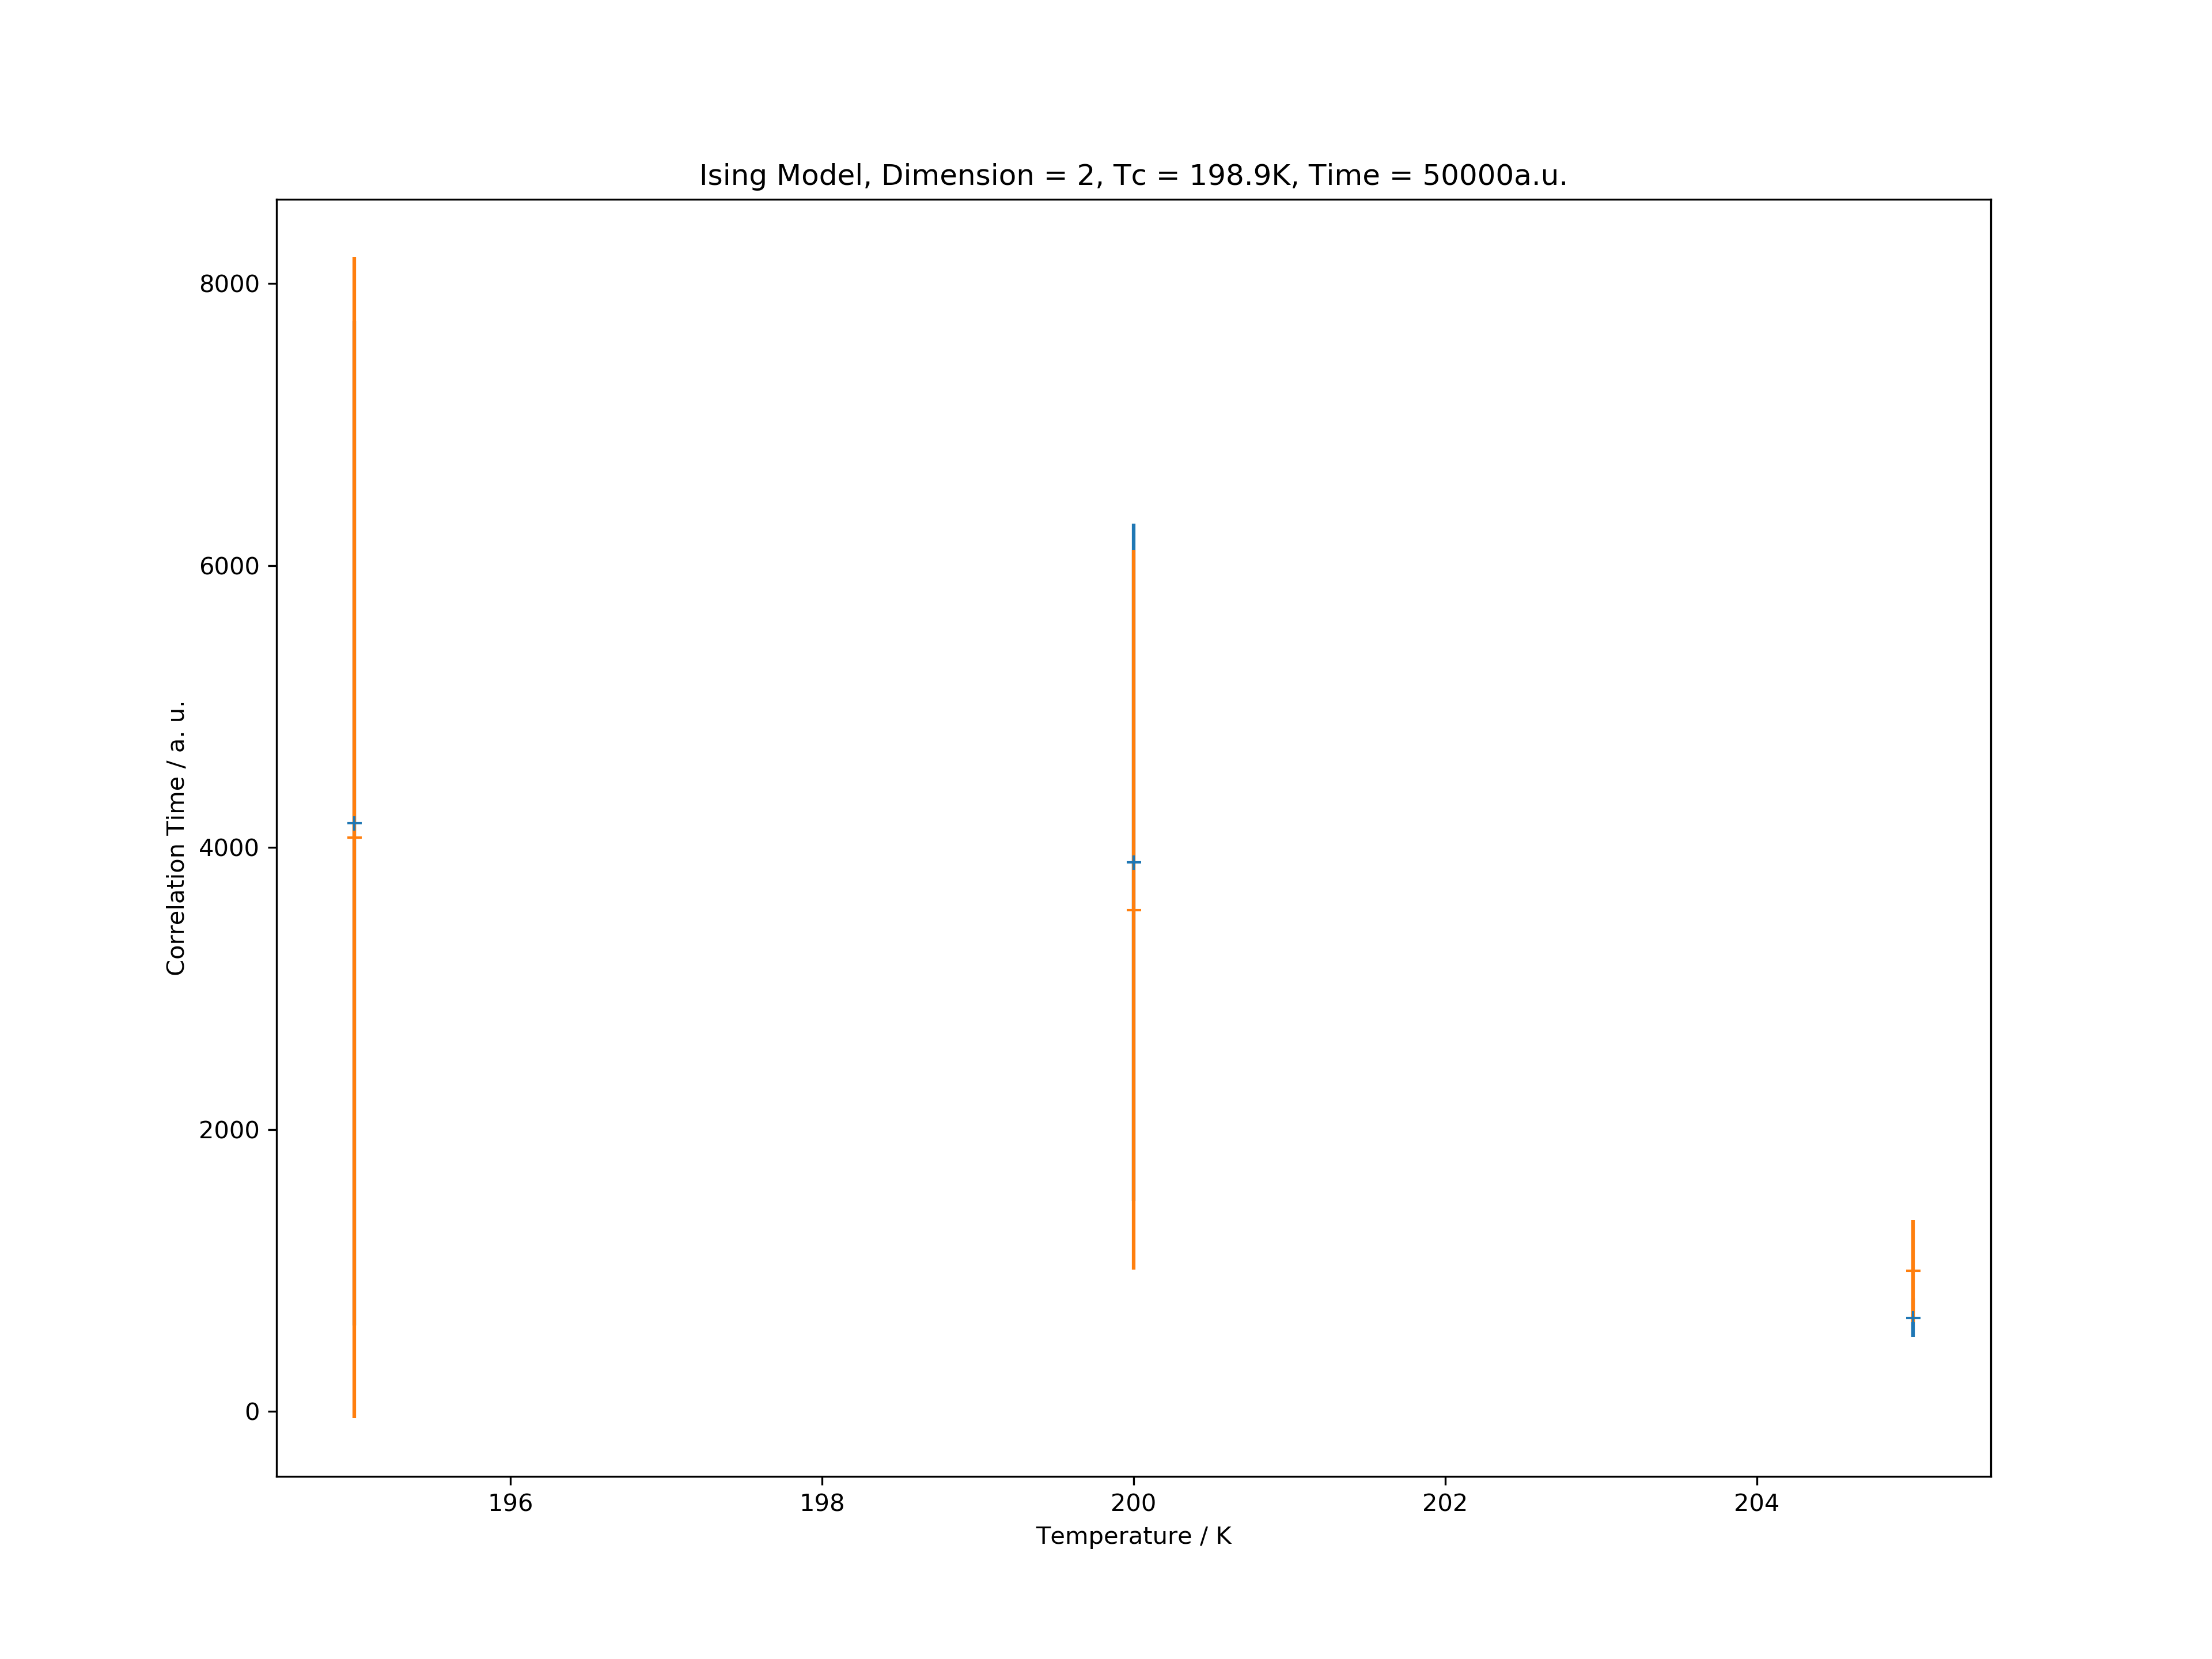 Ising Model, Dimension = 2, Tc = 198.9K, Time = 50000a.u.
8000
6000
4000
2000
0
Correlation Time / a. u.
196 198 200 202 204
Temperature / K